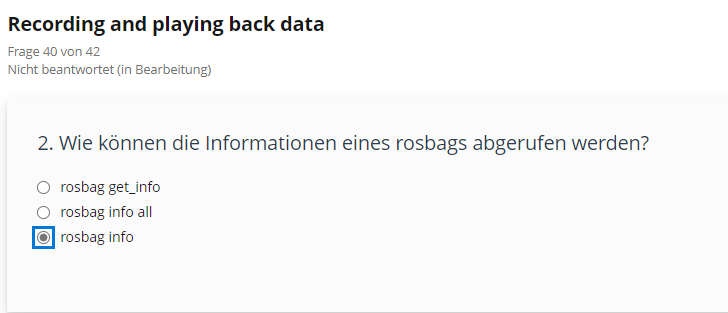 Recording and playing back data
Frage 40 von 42
Nicht beantwortet (in Bearbeitung)
2. Wie können die Informationen eines rosbags abgerufen werden?
rosbag get_info
rosbag info all
rosbag info